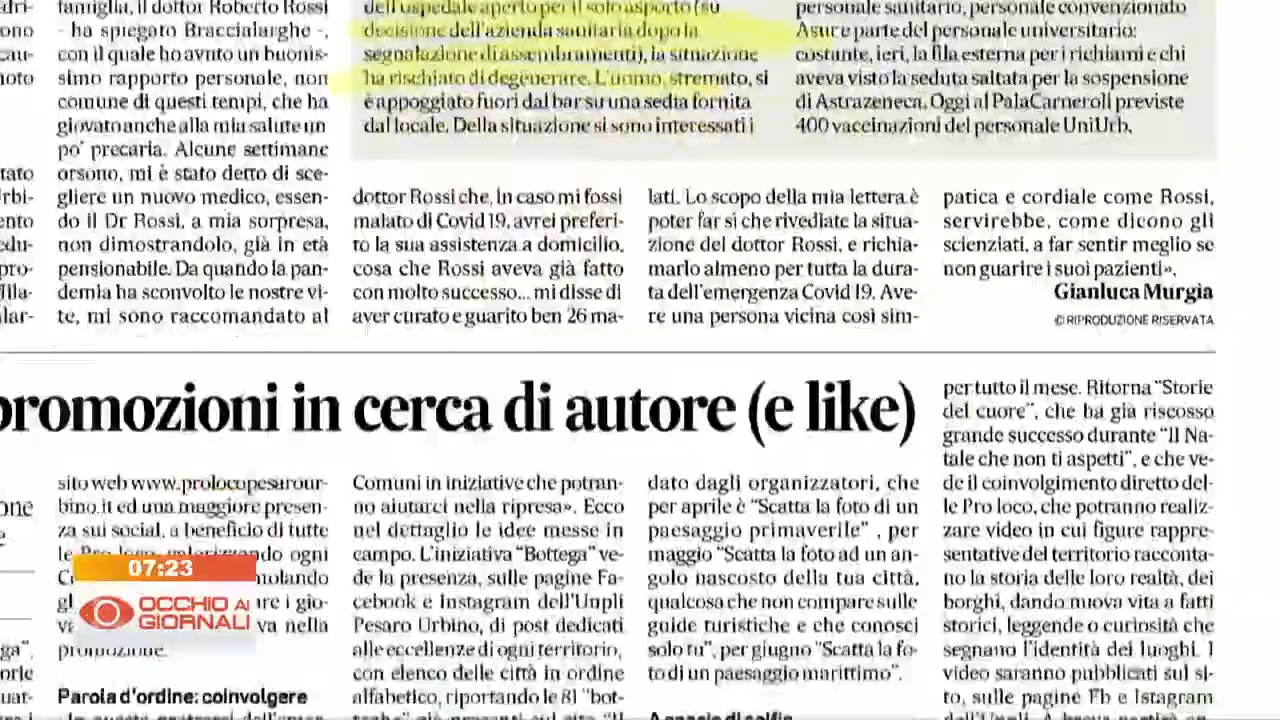 famiglia, il dottor Roberto Rossi
- ha spiegato Braccialarghe -,
con il quale ho avuto un buonis-
simo rapporto personale, non
comune di questi tempi, che ha
giovato anche alla mia salute un
po' precaria. Alcune settimane
orsono, mi è stato detto di sce-
gliere un nuovo medico, essen-
do il Dr Rossi, a mia sorpresa,
non dimostrandolo, già in età
pensionabile. Da quando la pan-
demia ha sconvolto le nostre vi-
te, mi sono raccomandato al
dell'ospedale aperto per il solo asporto (su
decisione dell'azienda sanitaria dopo la
segnalazione di assembramenti), la situazione
ha rischiato di degenerare. L'uomo, stremato, si
è appoggiato fuori dal bar su una sedia fornita
dal locale. Della situazione si sono interessati i
personale sanitario, personale convenzionato
Asur e parte del personale universitario:
costante, ieri, la fila esterna per i richiami e chi
aveva visto la seduta saltata per la sospensione
di Astrazeneca. Oggi al PalaCarneroli previste
400 vaccinazioni del personale UniUrb.
dottor Rossi che, in caso mi fossi
malato di Covid 19, avrei preferi-
to la sua assistenza a domicilio,
cosa che Rossi aveva già fatto
con molto successo... mi disse di
aver curato e guarito ben 26 ma-
lati. Lo scopo della mia lettera è
poter far sì che rivediate la situa-
zione del dottor Rossi, e richia-
marlo almeno per tutta la dura-
ta dell'emergenza Covid 19. Ave-
re una persona vicina così sim-
patica e cordiale come Rossi,
servirebbe, come dicono gli
scienziati, a far sentir meglio se
non guarire i suoi pazienti».
Gianluca Murgia
© RIPRODUZIONE RISERVATA
promozioni in cerca di autore (e like)
sito web www.prolocopesarour-
bino.it ed una maggiore presen-
za sui social, a beneficio di tutte
le Pro loco, valorizzando ogni
va nella
promozione.
Parola d'ordine: coinvolgere
Comuni in iniziative che potran-
no aiutarci nella ripresa». Ecco
nel dettaglio le idee messe in
campo. L'iniziativa "Bottega" ve-
de la presenza, sulle pagine Fa-
cebook e Instagram dell'Unpli
Pesaro Urbino, di post dedicati
alle eccellenze di ogni territorio,
con elenco delle città in ordine
alfabetico, riportando le 81 "bot-
dato dagli organizzatori, che
per aprile è "Scatta la foto di un
paesaggio primaverile" , per
maggio "Scatta la foto ad un an-
golo nascosto della tua città,
qualcosa che non compare sulle
guide turistiche e che conosci
solo tu", per giugno "Scatta la fo-
to di un paesaggio marittimo".
A caccia di selfie
per tutto il mese. Ritorna "Storie
del cuore", che ha già riscosso
grande successo durante "Il Na-
tale che non ti aspetti", e che ve-
de il coinvolgimento diretto del-
le Pro loco, che potranno realiz-
zare video in cui figure rappre-
sentative del territorio racconta-
no la storia delle loro realtà, dei
borghi, dando nuova vita a fatti
storici, leggende o curiosità che
segnano l'identità dei luoghi. I
video saranno pubblicati sul si-
to, sulle pagine Fb e Istagram
07:23
OCCHIO AI
GIORNALI